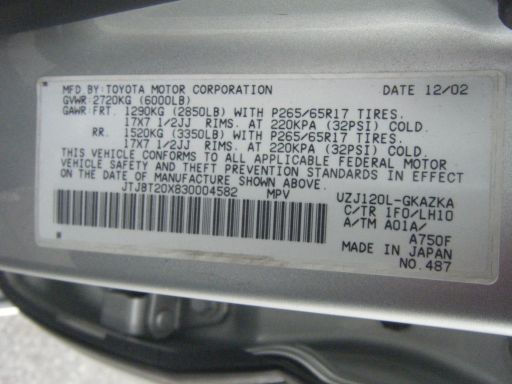 MFD BY: TOYOTA MOTOR CORPORATION DATE 12/02
GVWR 2720KG (6000LB)
GAWR FRT. 1290KG (2850LB) WITH P265/65R17 TIRES.
17X7 1/2JJ RIMS. AT 220KPA (32PSI) COLD.
RR. 1520KG (3350LB) WITH P265/65R17 TIRES.
17X7 1/2JJ RIMS. AT 220KPA (32PSI) COLD.
THIS VEHICLE CONFORMS TO ALL APPLICABLE FEDERAL MOTOR
VEHICLE SAFETY AND THEFT PREVENTION STANDARDS IN EFFECT
ON THE DATE OF MANUFACTURE SHOWN ABOVE.
JTJBT20X830004582 MPV
UZJ120L-GKAZKA
C/TR 1F0/LH10
A/TM A01A/
A750F
MADE IN JAPAN
NO.487